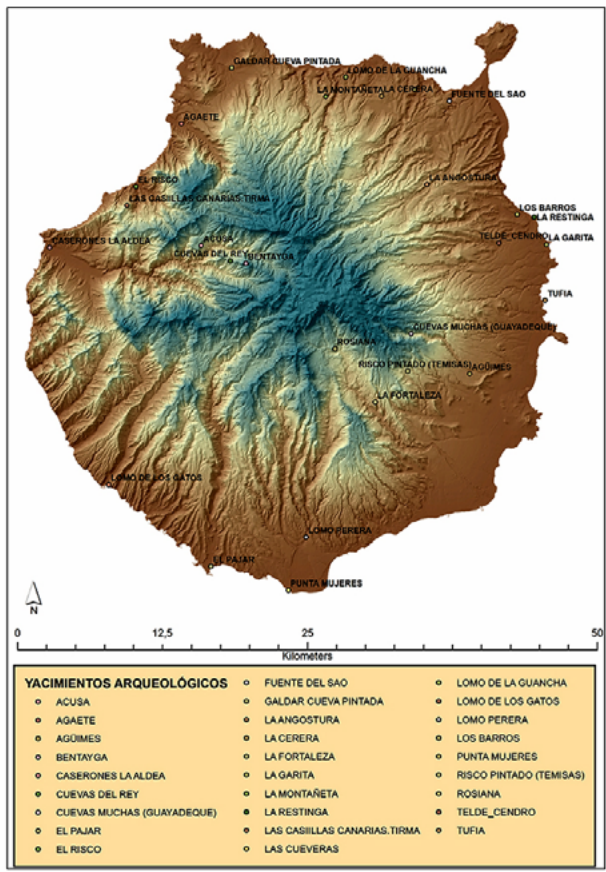 GALDAR CUEVA PINTADA
LOMO DE LA GUANCHA
LA MONTAÑETA LA CERERA
FUENTE DEL SAO
AGAETE
EL RISCO
LA ANGOSTURA
LAS CASILLAS CANARIAS.TIRMA
LOS BARROS
LA RESTINGA
CASERONES LA ALDEA
ACUSA
TELDE_CENDRO
LA GARITA
CUEVAS DEL REY
BENTAYGA
TUFIA
CUEVAS MUCHAS (GUAYADEQUE)
ROSIANA
RISCO PINTADO (TEMISAS)
AGÜIMES
LA FORTALEZA
LOMO DE LOS GATOS
LOMO PERERA
EL PAJAR
PUNTA MUJERES
N
0 12,5 25 50
Kilometers
YACIMIENTOS ARQUEOLÓGICOS
ACUSA
AGAETE
AGÜIMES
BENTAYGA
CASERONES LA ALDEA
CUEVAS DEL REY
CUEVAS MUCHAS (GUAYADEQUE)
EL PAJAR
EL RISCO
FUENTE DEL SAO
GALDAR CUEVA PINTADA
LA ANGOSTURA
LA CERERA
LA FORTALEZA
LA GARITA
LA MONTAÑETA
LA RESTINGA
LAS CASIILLAS CANARIAS.TIRMA
LAS CUEVERAS
LOMO DE LA GUANCHA
LOMO DE LOS GATOS
LOMO PERERA
LOS BARROS
PUNTA MUJERES
RISCO PINTADO (TEMISAS)
ROSIANA
TELDE_CENDRO
TUFIA